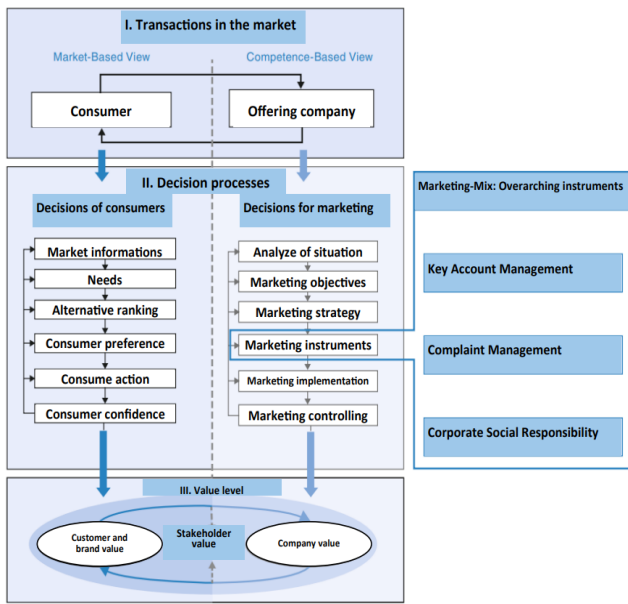 I. Transactions in the market
Market-Based View
Competence-Based View
Consumer
Offering company
II. Decision processes
Decisions of consumers
Decisions for marketing
Market informations
Needs
Alternative ranking
Consumer preference
Consume action
Consumer confidence
Analyze of situation
Marketing objectives
Marketing strategy
Marketing instruments
Marketing implementation
Marketing controlling
Marketing-Mix: Overarching instruments
Key Account Management
Complaint Management
Corporate Social Responsibility
III. Value level
Customer and
brand value
Stakeholder
value
Company value